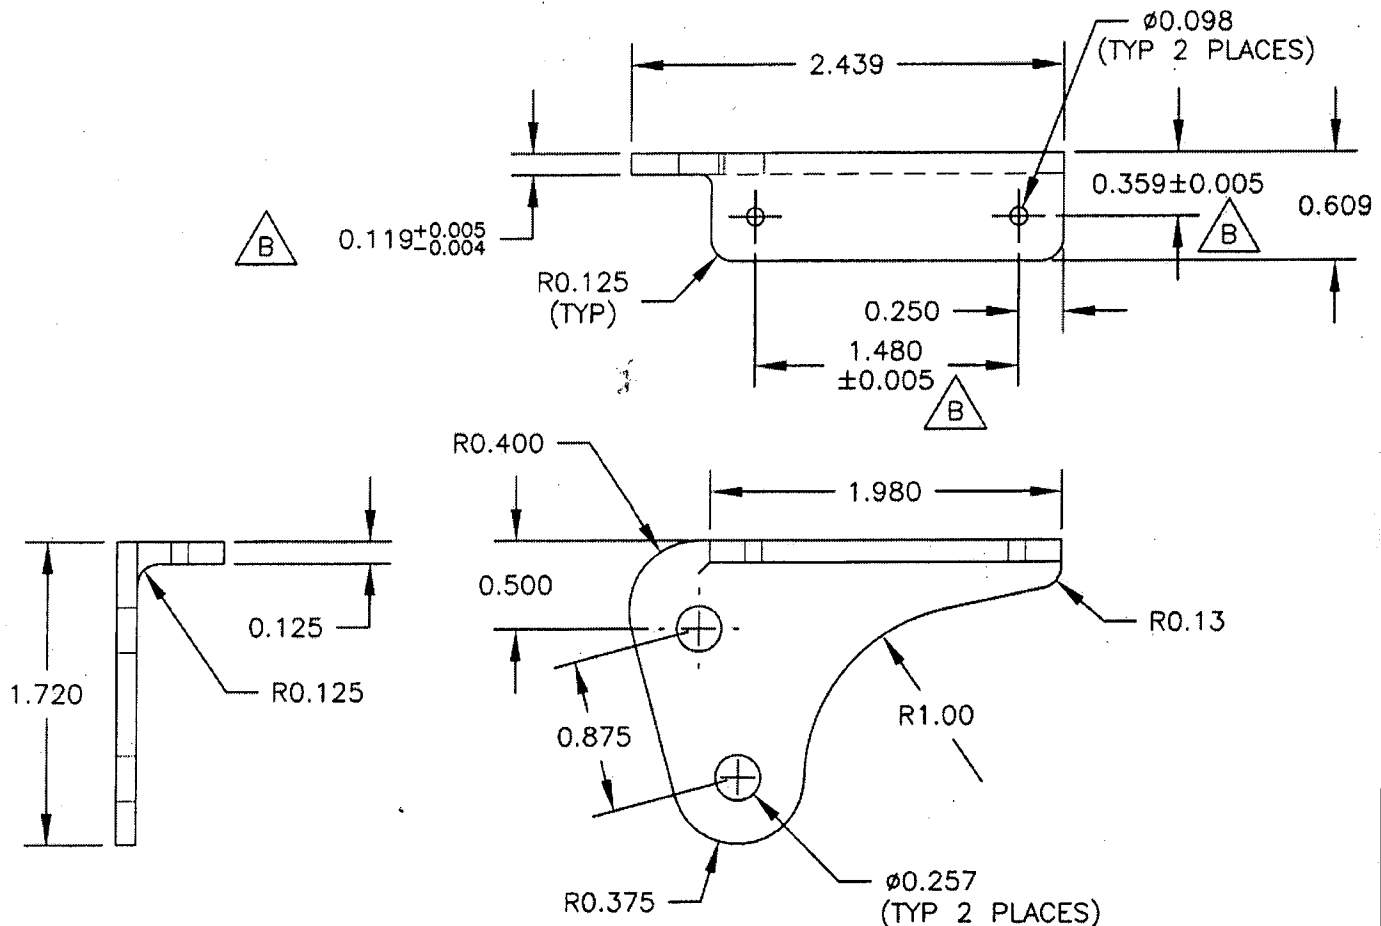 ø0.098
(TYP 2 PLACES)
2.439
0.359±0.005
0.609
B
0.119+0.005
-0.004
B
R0.125
(TYP)
0.250
1.480
±0.005
B
R0.400
1.980
0.500
0.125
R0.13
1.720
R0.125
R1.00
0.875
ø0.257
(TYP 2 PLACES)
R0.375